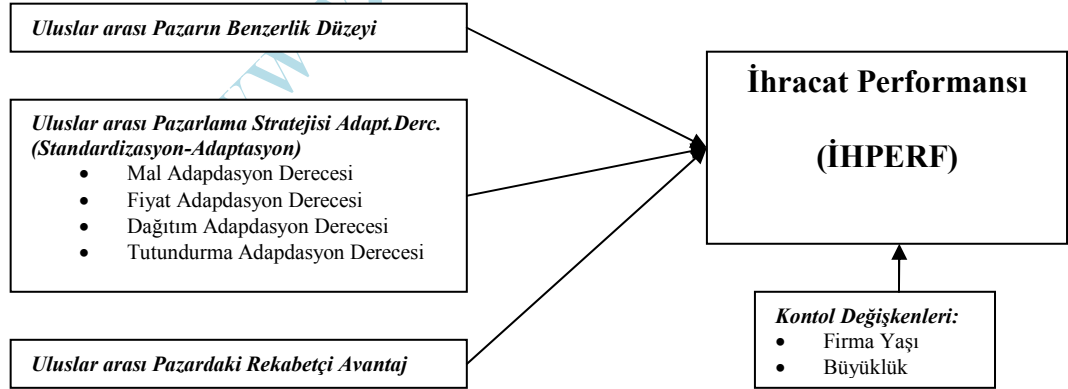 Uluslar arası Pazarın Benzerlik Düzeyi
Uluslar arası Pazarlama Stratejisi Adapt.Derc.
(Standardizasyon-Adaptasyon)
• Mal Adapdasyon Derecesi
• Fiyat Adapdasyon Derecesi
• Dağıtım Adapdasyon Derecesi
• Tutundurma Adapdasyon Derecesi
Uluslar arası Pazardaki Rekabetçi Avantaj
İhracat Performansı
(İHPERF)
Kontol Değişkenleri:
• Firma Yaşı
• Büyüklük